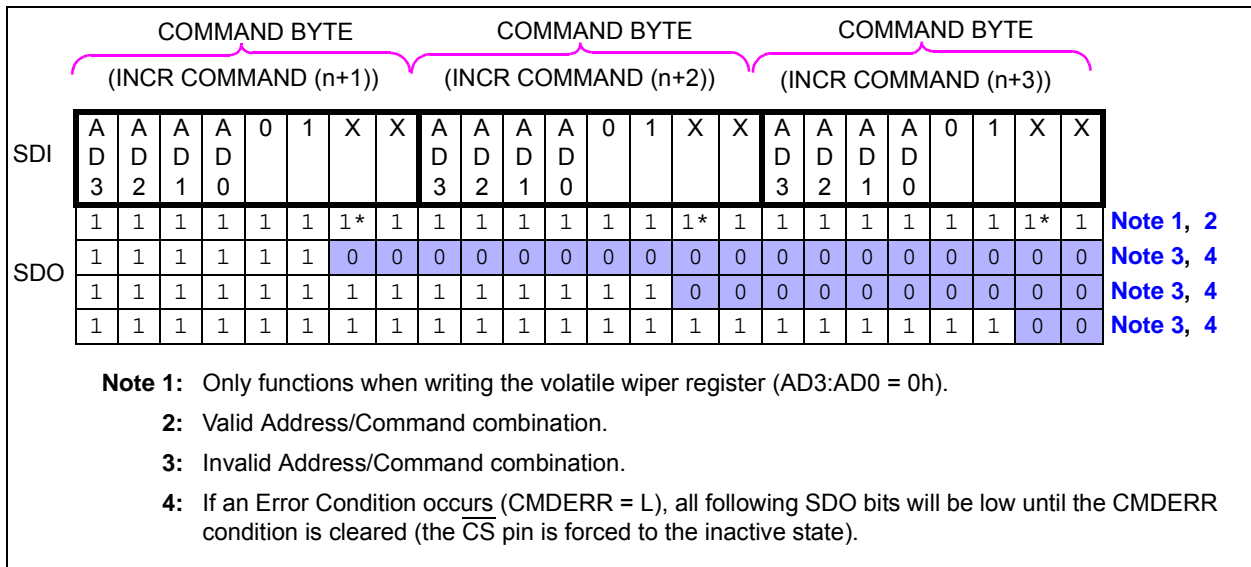 COMMAND BYTE COMMAND BYTE COMMAND BYTE
(INCR COMMAND (n+1)) (INCR COMMAND (n+2)) (INCR COMMAND (n+3))
A A A A 0 1 X X A A A A 0 1 X X A A A A 0 1 X X
SDI D D D D D D D D D D D D
3 2 1 0 3 2 1 0 3 2 1 0
1 1 1 1 1 1 1* 1 1 1 1 1 1 1 1* 1 1 1 1 1 1 1 1* 1 Note 1, 2
SDO 1 1 1 1 1 1 0 0 0 0 0 0 0 0 0 0 0 0 0 0 0 0 0 0 Note 3, 4
1 1 1 1 1 1 1 1 1 1 1 1 1 1 0 0 0 0 0 0 0 0 0 0 Note 3, 4
1 1 1 1 1 1 1 1 1 1 1 1 1 1 1 1 1 1 1 1 1 1 0 0 Note 3, 4
Note 1: Only functions when writing the volatile wiper register (AD3:AD0 = 0h).
2: Valid Address/Command combination.
3: Invalid Address/Command combination.
4: If an Error Condition occurs (CMDERR = L), all following SDO bits will be low until the CMDERR
condition is cleared (the CS pin is forced to the inactive state).